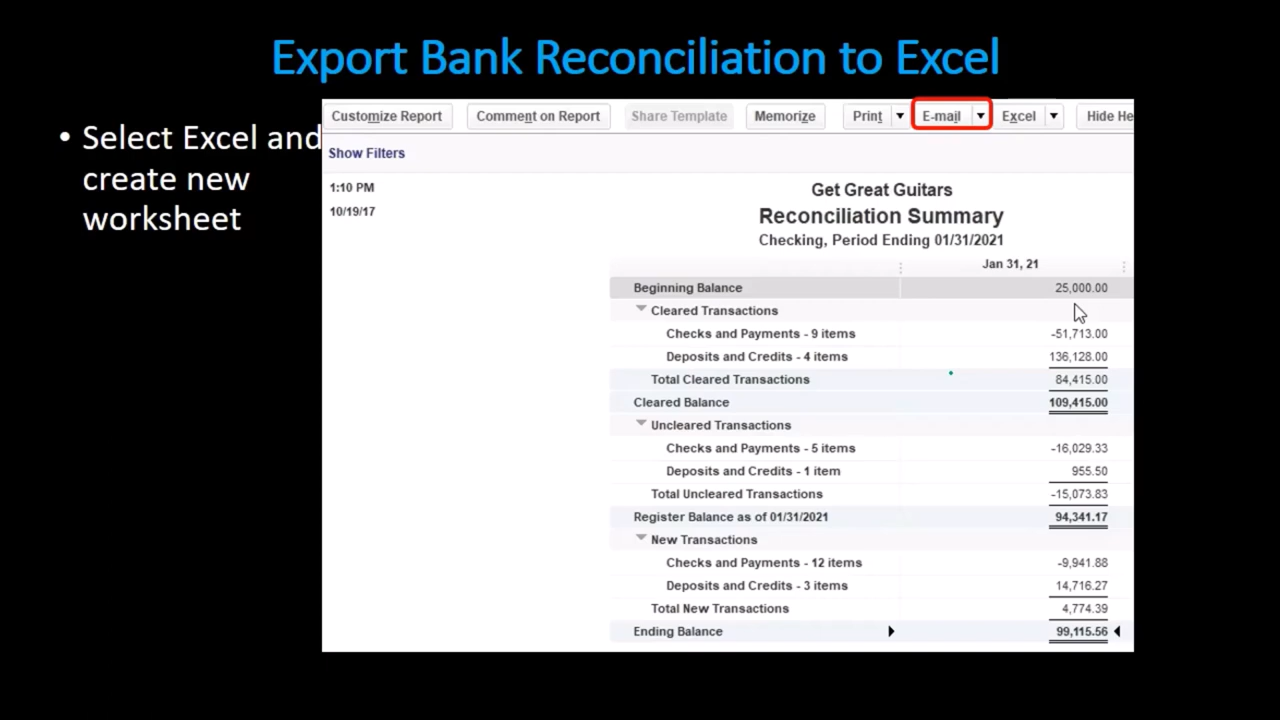 Export Bank Reconciliation to Excel
• Select Excel and
create new
worksheet
Customize Report Comment on Report Share Template Memorize Print E-mail Excel Hide He
Show Filters
1:10 PM
10/19/17
Get Great Guitars
Reconciliation Summary
Checking, Period Ending 01/31/2021
Jan 31, 21
Beginning Balance 25,000.00
Cleared Transactions
Checks and Payments - 9 items -51,713.00
Deposits and Credits - 4 items 136,128.00
Total Cleared Transactions 84,415.00
Cleared Balance 109,415.00
Uncleared Transactions
Checks and Payments - 5 items -16,029.33
Deposits and Credits - 1 item 955.50
Total Uncleared Transactions -15,073.83
Register Balance as of 01/31/2021 94,341.17
New Transactions
Checks and Payments - 12 items -9,941.88
Deposits and Credits - 3 items 14,716.27
Total New Transactions 4,774.39
Ending Balance 99,115.56